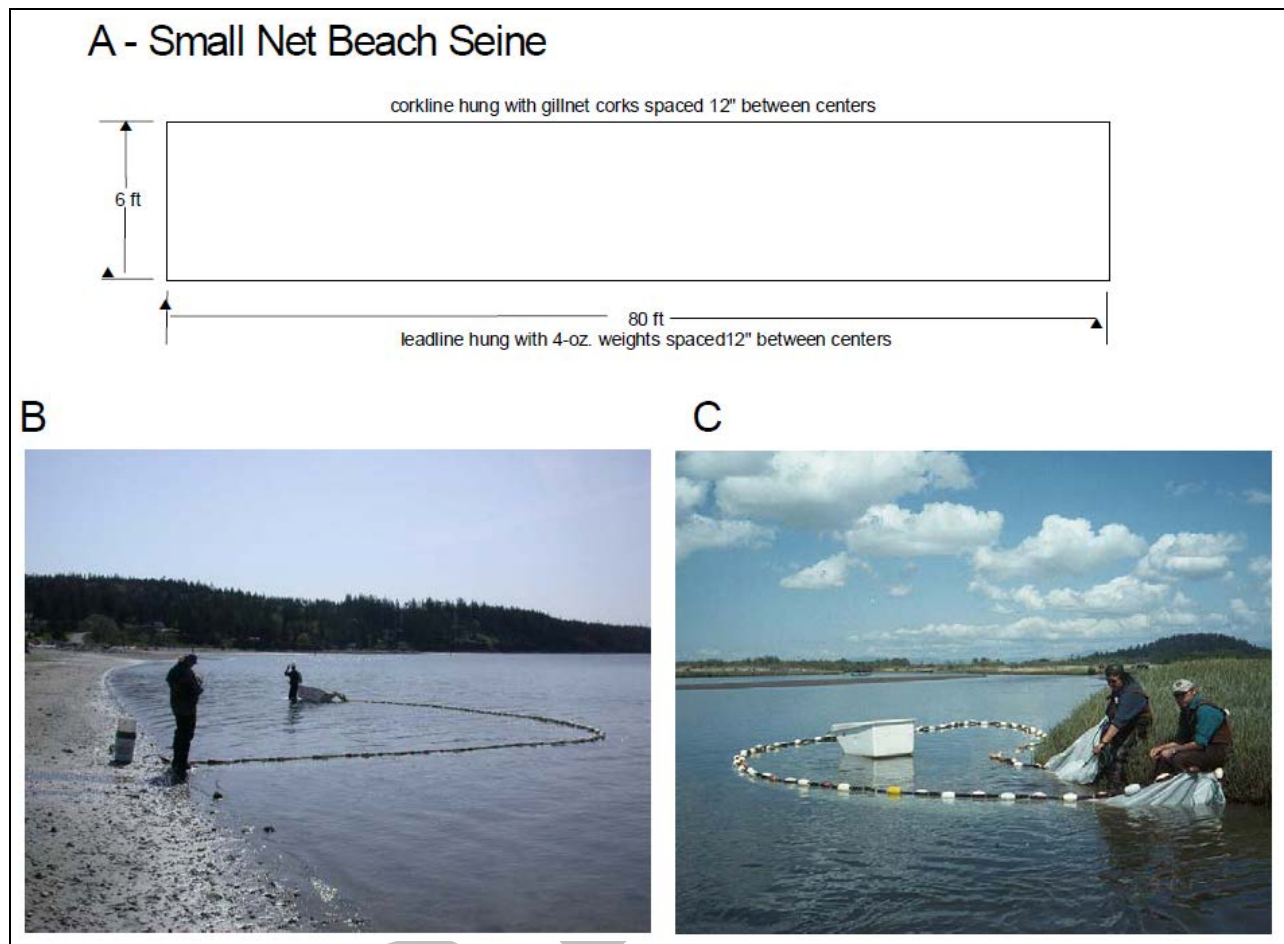 A - Small Net Beach Seine
corkline hung with gillnet corks spaced 12" between centers
6 ft
80 ft
leadline hung with 4-oz. weights spaced12" between centers
B
C